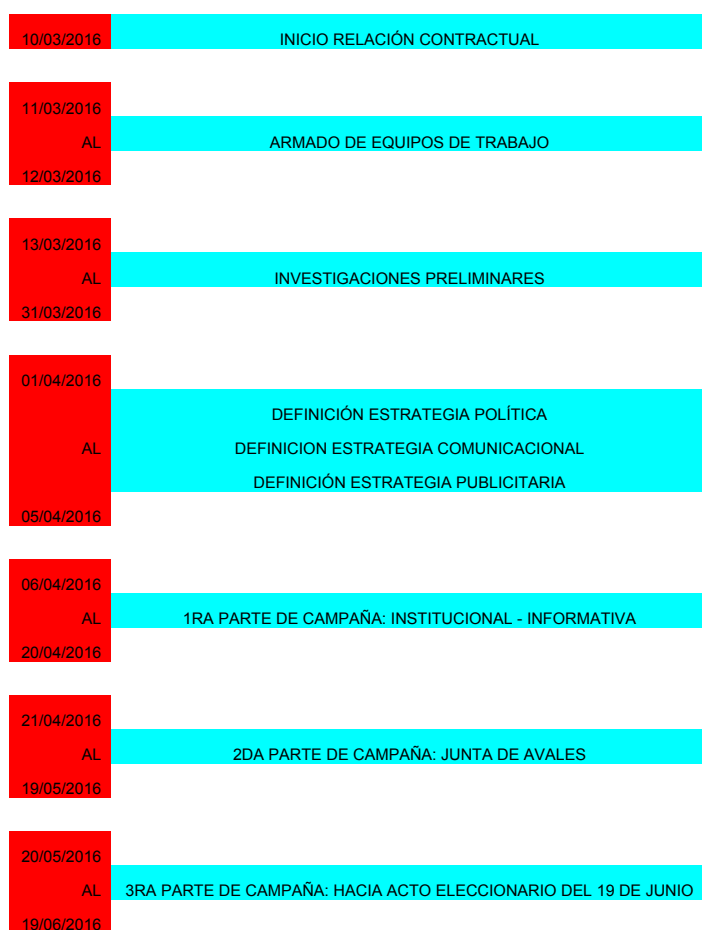 10/03/2016 INICIO RELACIÓN CONTRACTUAL
11/03/2016
AL ARMADO DE EQUIPOS DE TRABAJO
12/03/2016
13/03/2016
AL INVESTIGACIONES PRELIMINARES
31/03/2016
01/04/2016
DEFINICIÓN ESTRATEGIA POLÍTICA
AL DEFINICION ESTRATEGIA COMUNICACIONAL
DEFINICIÓN ESTRATEGIA PUBLICITARIA
05/04/2016
06/04/2016
AL 1RA PARTE DE CAMPAÑA: INSTITUCIONAL - INFORMATIVA
20/04/2016
21/04/2016
AL 2DA PARTE DE CAMPAÑA: JUNTA DE AVALES
19/05/2016
20/05/2016
AL 3RA PARTE DE CAMPAÑA: HACIA ACTO ELECCIONARIO DEL 19 DE JUNIO
19/06/2016